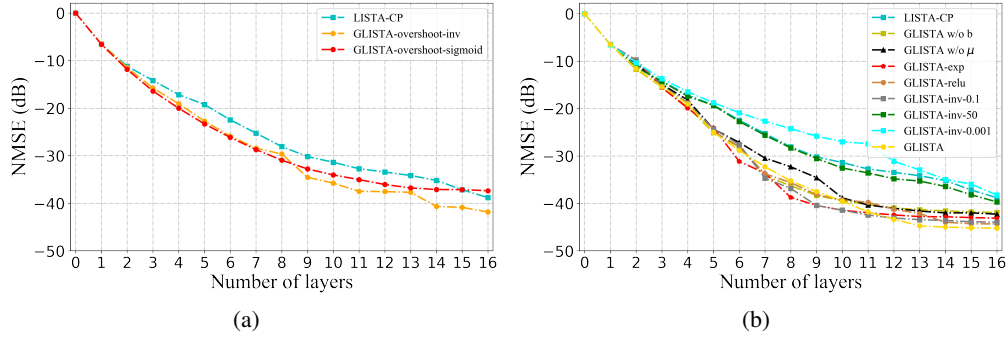 0
−10
−20
−30
−40
−50
NMSE (dB)
LISTA-CP
GLISTA-overshoot-inv
GLISTA-overshoot-sigmoid
0 1 2 3 4 5 6 7 8 9 10 11 12 13 14 15 16
Number of layers
(a)
0
−10
−20
−30
−40
−50
NMSE (dB)
LISTA-CP
GLISTA w/o b
GLISTA w/o μ
GLISTA-exp
GLISTA-relu
GLISTA-inv-0.1
GLISTA-inv-50
GLISTA-inv-0.001
GLISTA
0 1 2 3 4 5 6 7 8 9 10 11 12 13 14 15 16
Number of layers
(b)